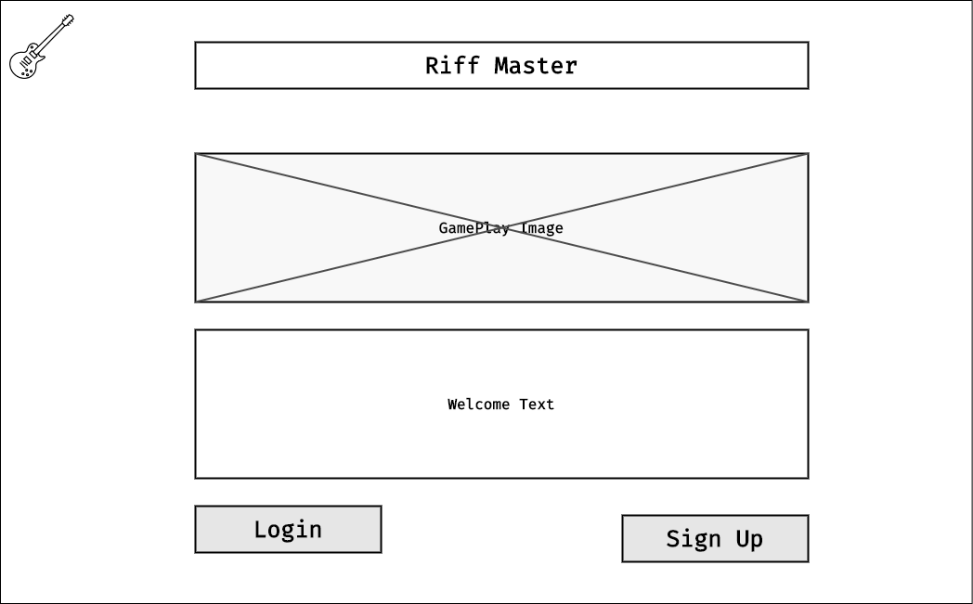 Riff Master
GamePlay Image
Welcome Text
Login
Sign Up